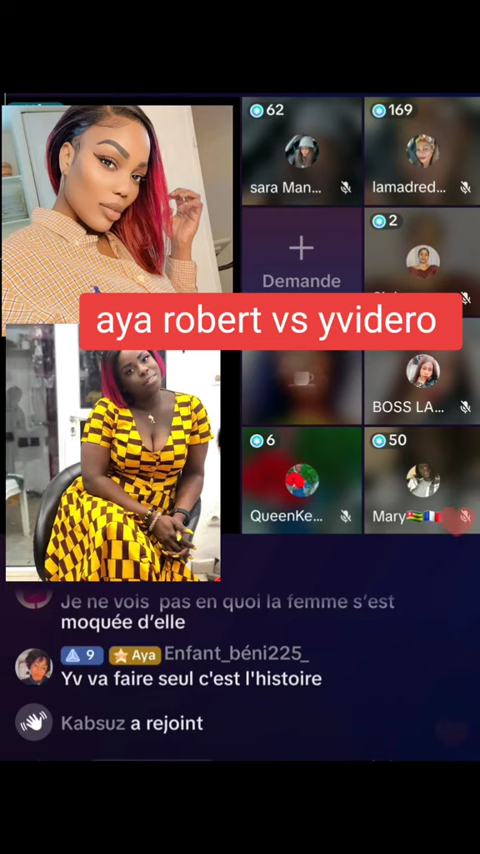 62
169
sara Man...
lamadred...
2
Demande
aya robert vs yvidero
BOSS LA...
6
50
QueenKe...
Mary🇹🇬🇫🇷
Je ne vois pas en quoi la femme s'est
moquée d'elle
9 Aya Enfant_béni225_
Yv va faire seul c'est l'histoire
Kabsuz a rejoint